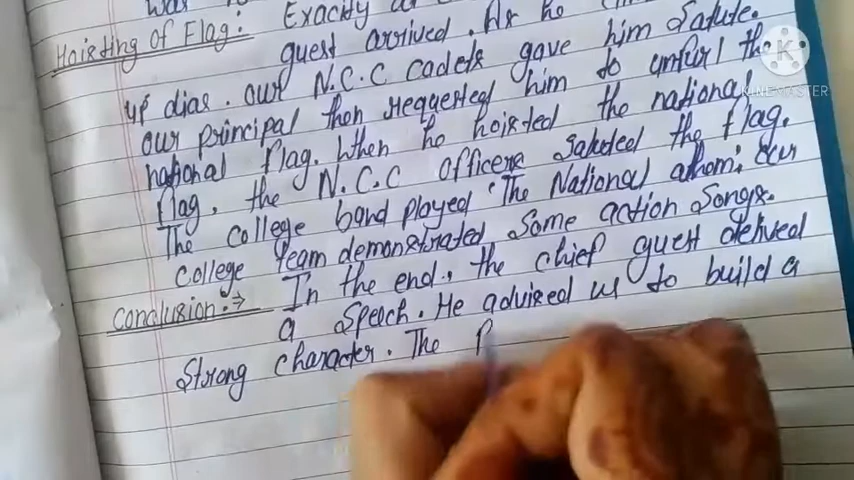 Hoisting of Flag: Exactly at
guest arrived. As he
up dias. our N.C.C cadets gave him Salute.
our principal then requested him to unfurl the
national flag. When he hoisted the national
flag, the N.C.C officers saluted the flag.
The college band played 'The National athom'. our
college team demonstrated some action songs.
Conclusion:→ In the end, the chief guest delived
a Speech. He advised us to build a
Strong character. The
KINEMASTER